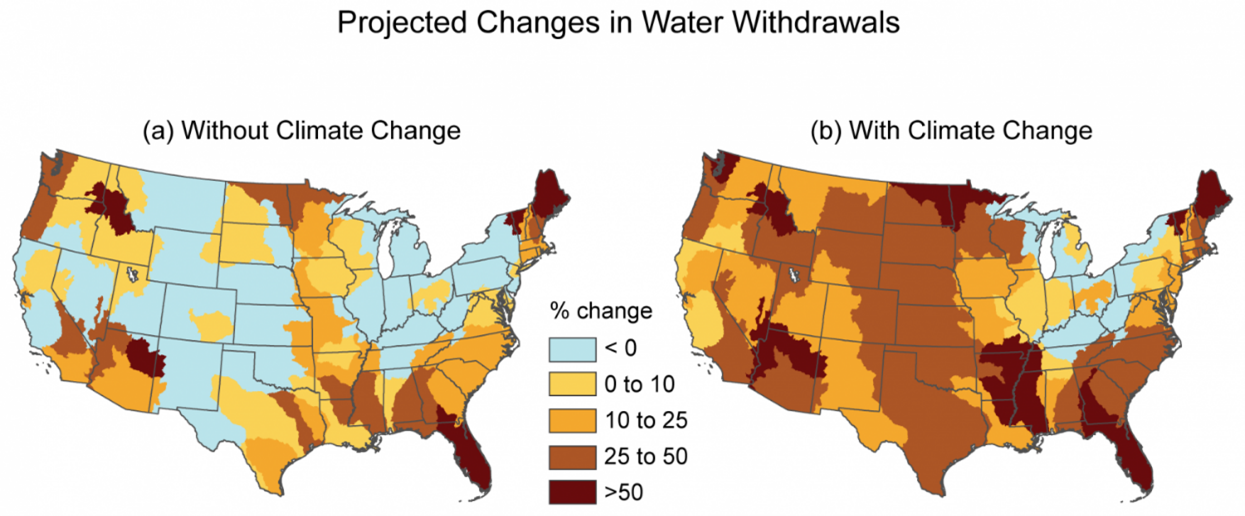 Projected Changes in Water Withdrawals
(a) Without Climate Change
(b) With Climate Change
% change
< 0
0 to 10
10 to 25
25 to 50
>50